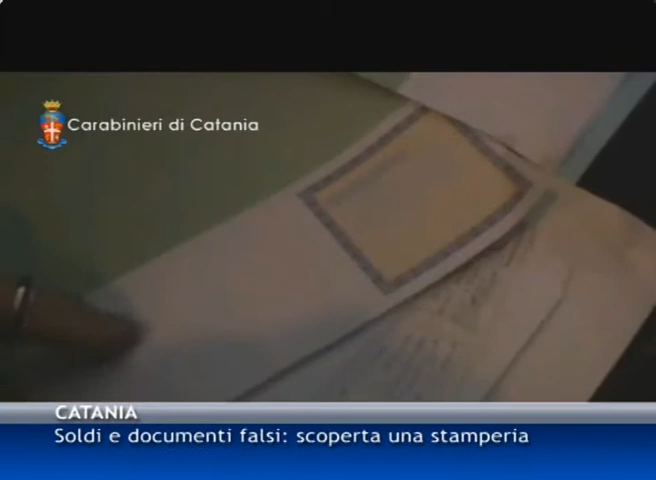 Carabinieri di Catania
CATANIA
Soldi e documenti falsi: scoperta una stamperia